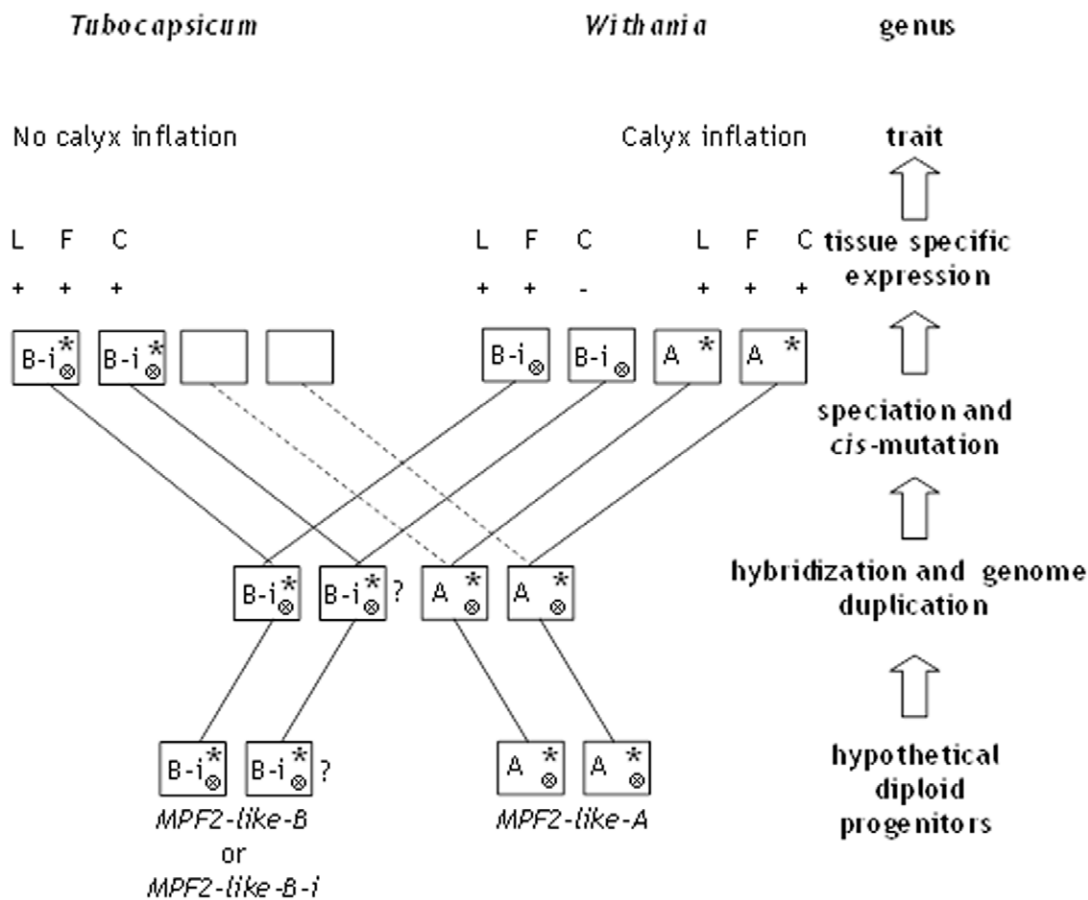 Tubocapsicum Withania genus
No calyx inflation Calyx inflation trait
L F C L F C L F C tissue specific
expression
+ + + + + - + + +
B-i * ⊗ B-i * ⊗ B-i ⊗ B-i ⊗ A * A *
speciation and
cis-mutation
B-i * ⊗ B-i * ⊗ ? A * ⊗ A * ⊗
hybridization and genome
duplication
B-i * ⊗ B-i * ⊗ ? A * ⊗ A * ⊗
hypothetical
diploid
progenitors
MPF2-like-B MPF2-like-A
or
MPF2-like-B-i